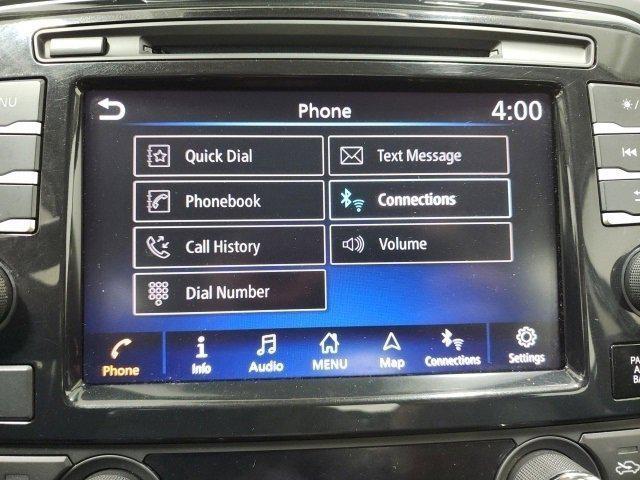 Phone 4:00
Quick Dial Text Message
Phonebook Connections
Call History Volume
Dial Number
Phone Info Audio MENU Map Connections Settings